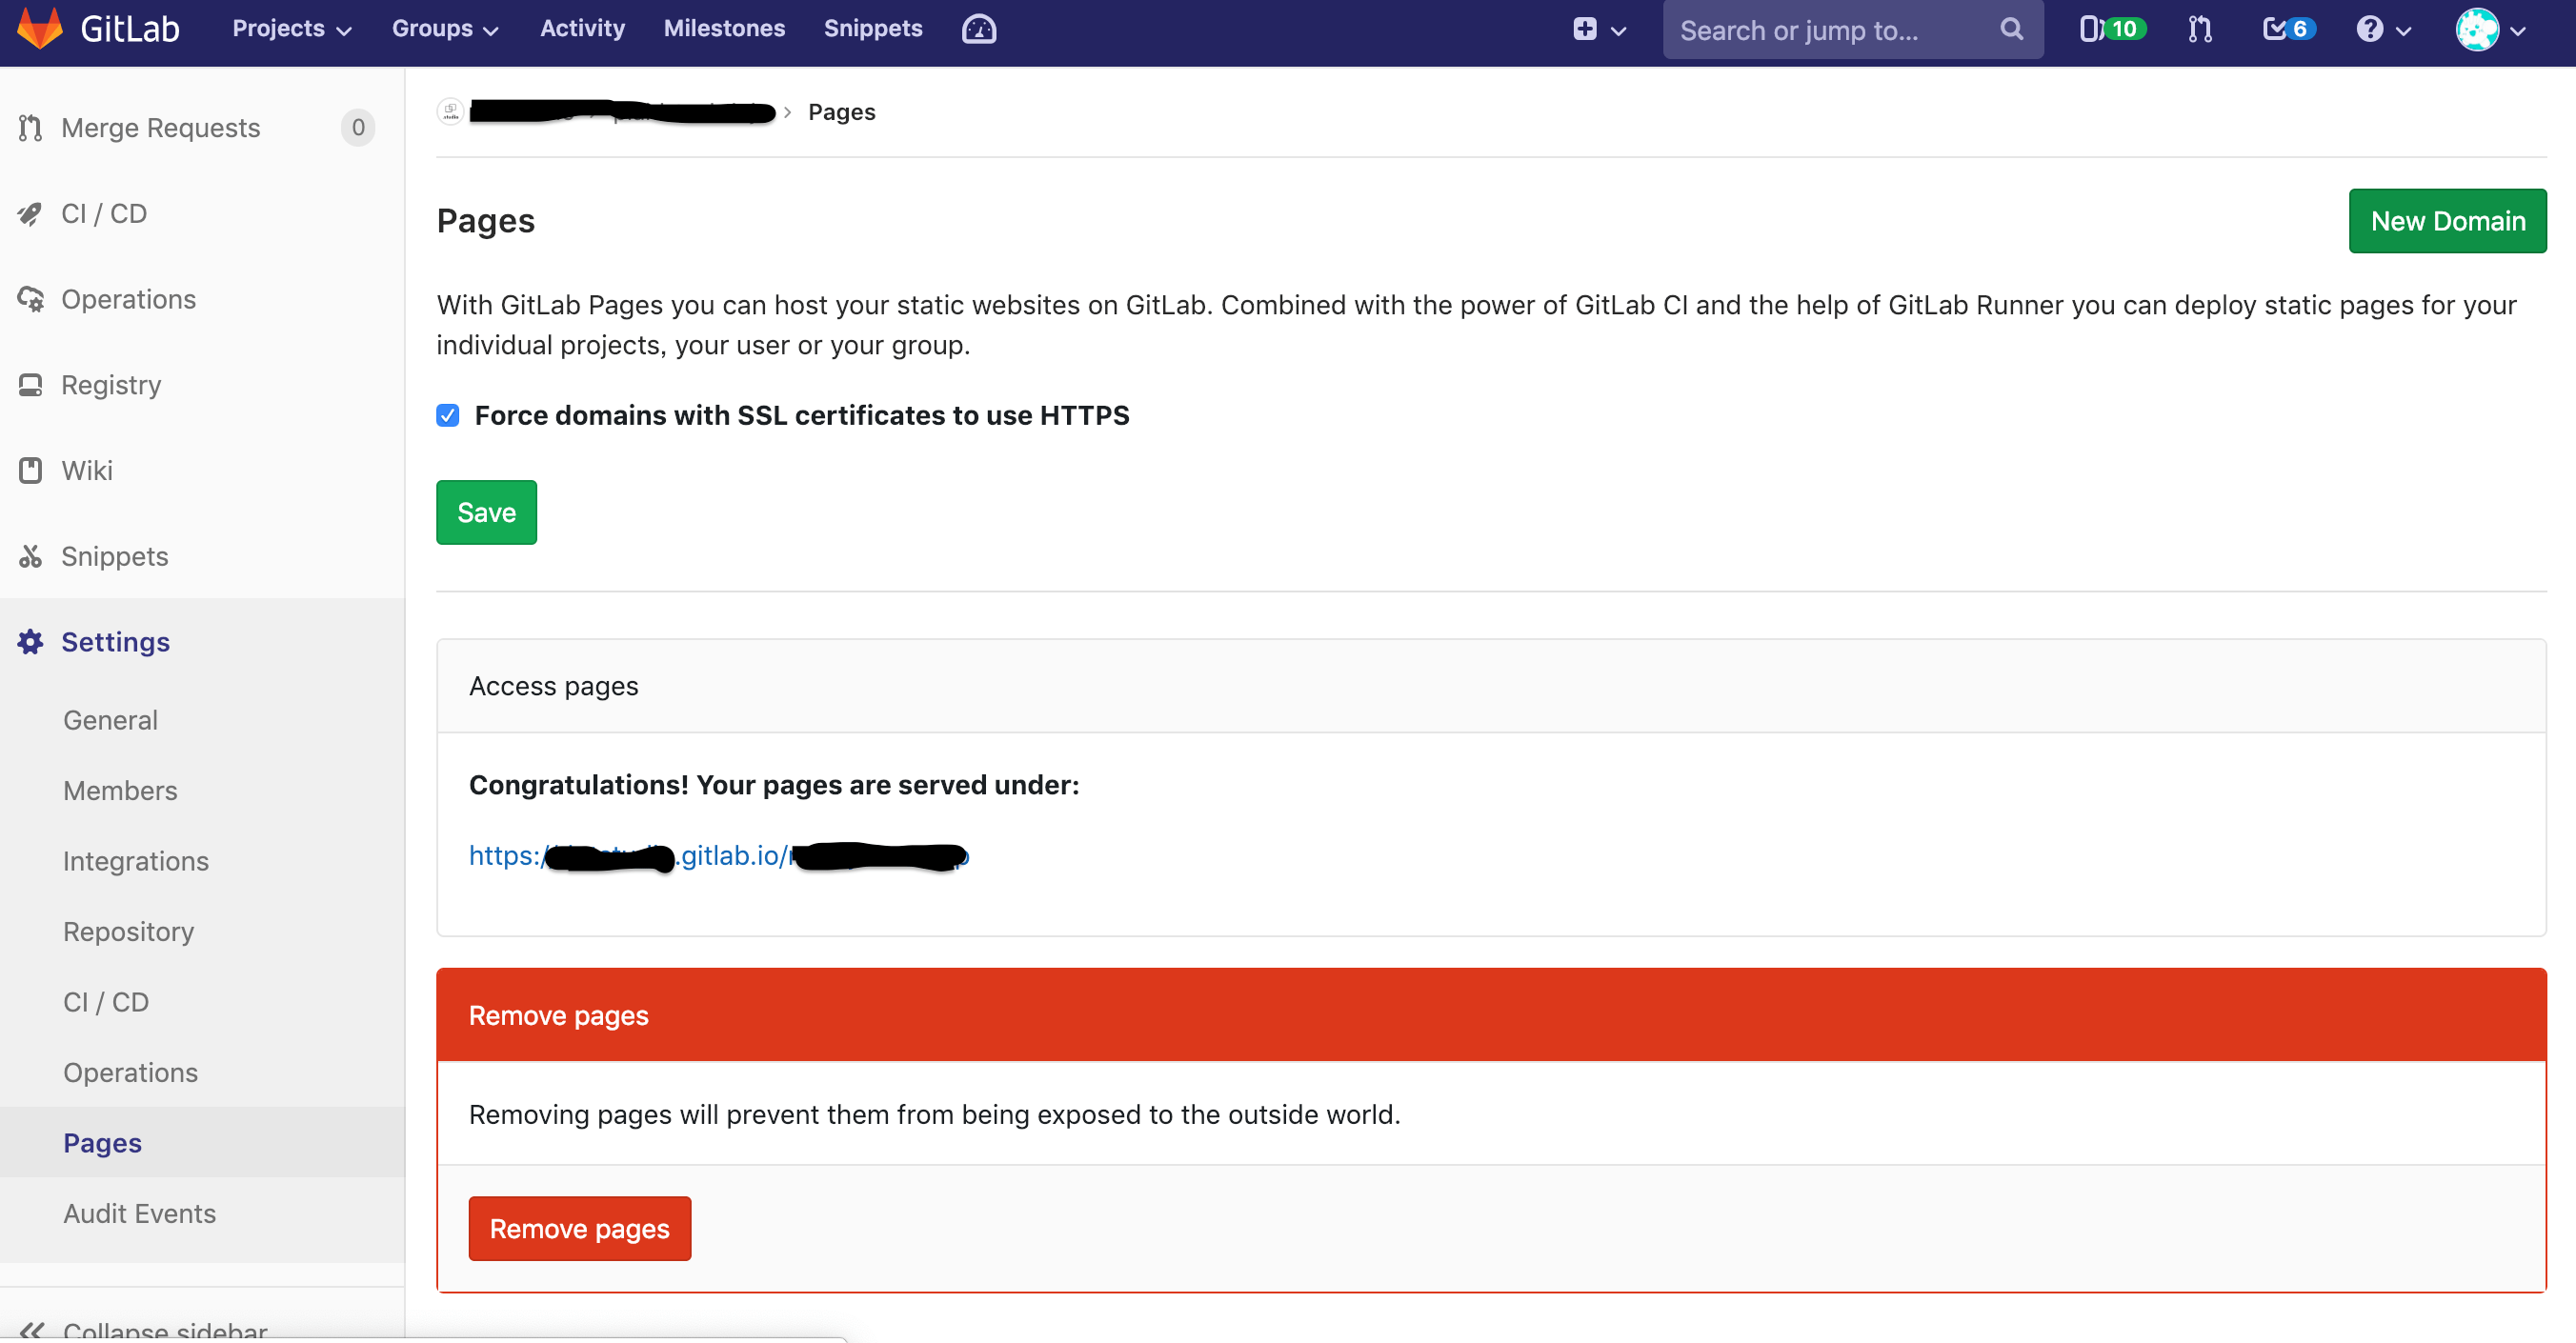 GitLab
Projects
Groups
Activity
Milestones
Snippets
Search or jump to...
10
6
Merge Requests
0
CI / CD
Operations
Registry
Wiki
Snippets
Settings
General
Members
Integrations
Repository
CI / CD
Operations
Pages
Audit Events
Collapse sidebar
Pages
Pages
New Domain
With GitLab Pages you can host your static websites on GitLab. Combined with the power of GitLab CI and the help of GitLab Runner you can deploy static pages for your
individual projects, your user or your group.
Force domains with SSL certificates to use HTTPS
Save
Access pages
Congratulations! Your pages are served under:
https:/ .gitlab.io/
Remove pages
Removing pages will prevent them from being exposed to the outside world.
Remove pages